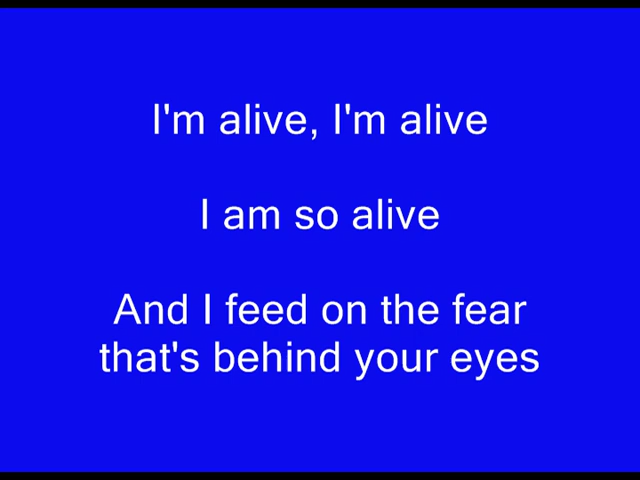 I'm alive, I'm alive
I am so alive
And I feed on the fear
that's behind your eyes